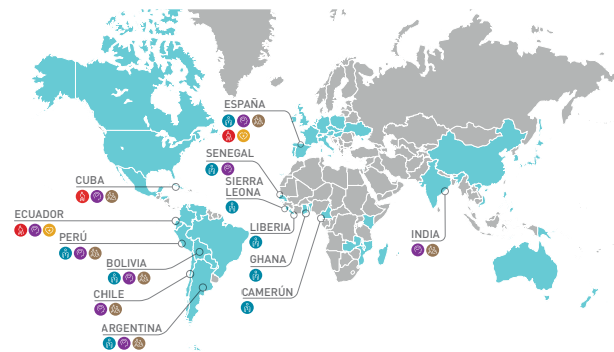 ESPAÑA
SENEGAL
SIERRA
LEONA
CUBA
ECUADOR
LIBERIA
PERÚ
INDIA
GHANA
BOLIVIA
CAMERÚN
CHILE
ARGENTINA